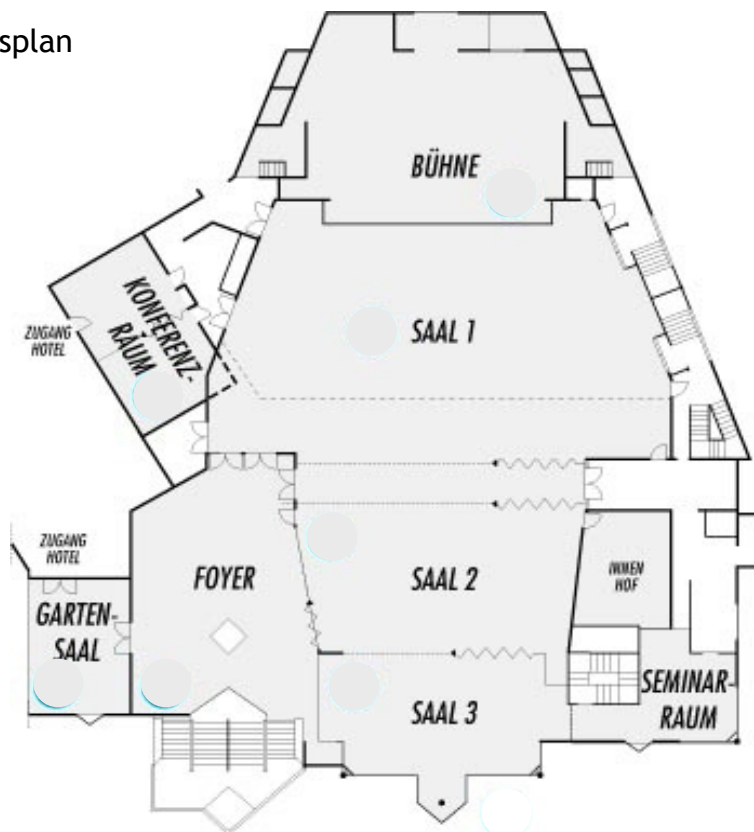 splan
BÜHNE
SAAL 1
KONFERENZ-
RÄUM
ZUGANG
HOTEL
ZUGANG
HOTEL
FOYER
SAAL 2
INNEN
HOF
GARTEN-
SAAL
SAAL 3
SEMINAR-
RAUM